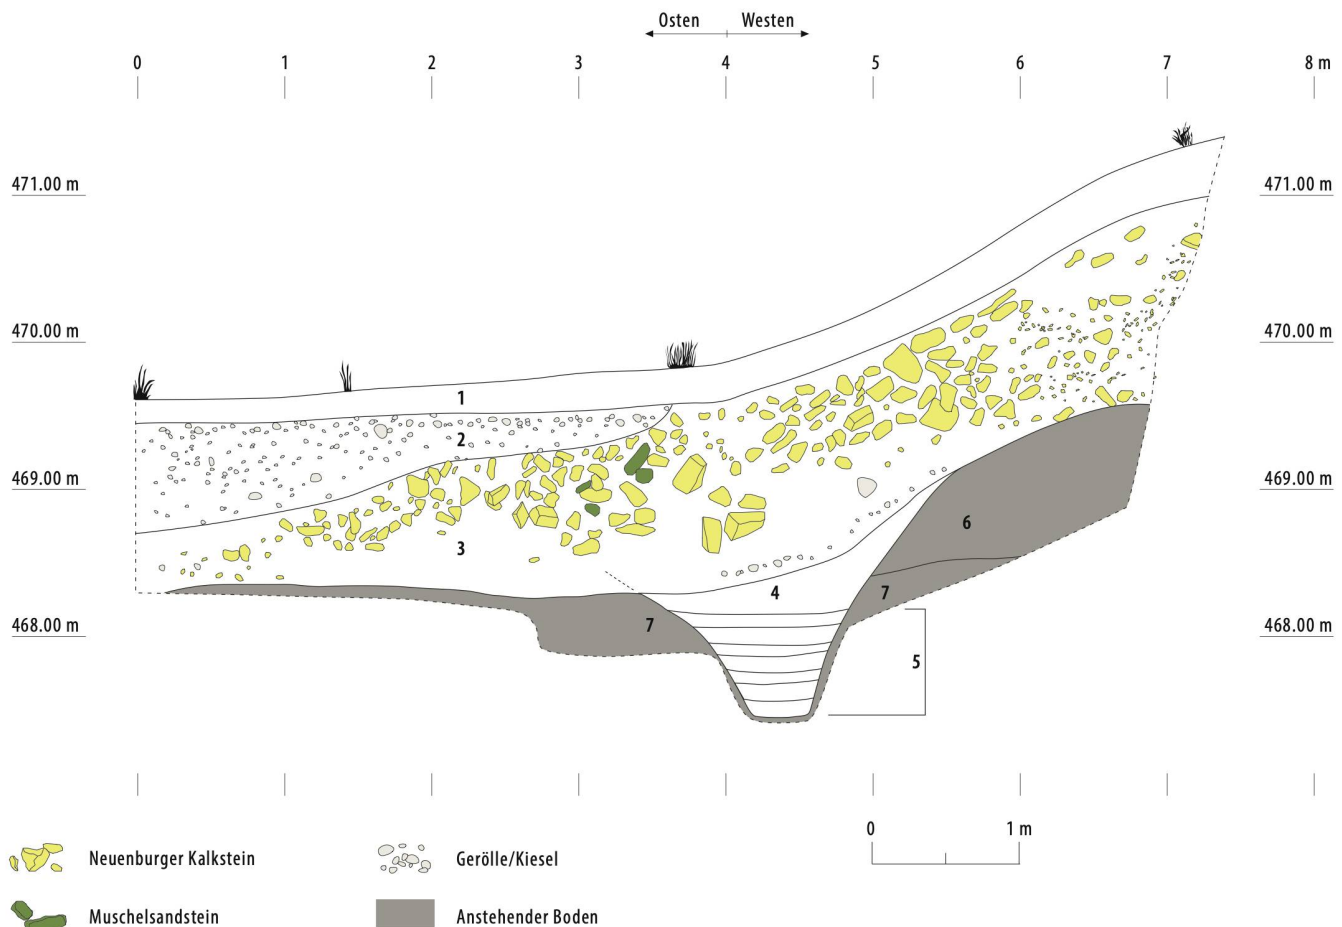 Osten Westen
0 1 2 3 4 5 6 7 8 m
471.00 m 471.00 m
470.00 m 470.00 m
1
2
469.00 m 469.00 m
6
3
4 7
468.00 m 7 468.00 m
5
0 1 m
Neuenburger Kalkstein Gerölle/Kiesel
Muschelsandstein Anstehender Boden